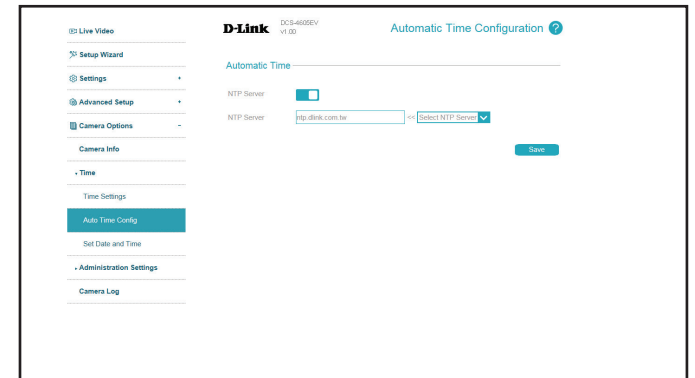 Live Video
Setup Wizard
Settings +
Advanced Setup +
Camera Options -
Camera Info
Time
Time Settings
Auto Time Config
Set Date and Time
Administration Settings
Camera Log
D-Link DCS-4605EV
v1.00
Automatic Time Configuration ?
Automatic Time
NTP Server
NTP Server ntp.dlink.com.tw << Select NTP Server
Save